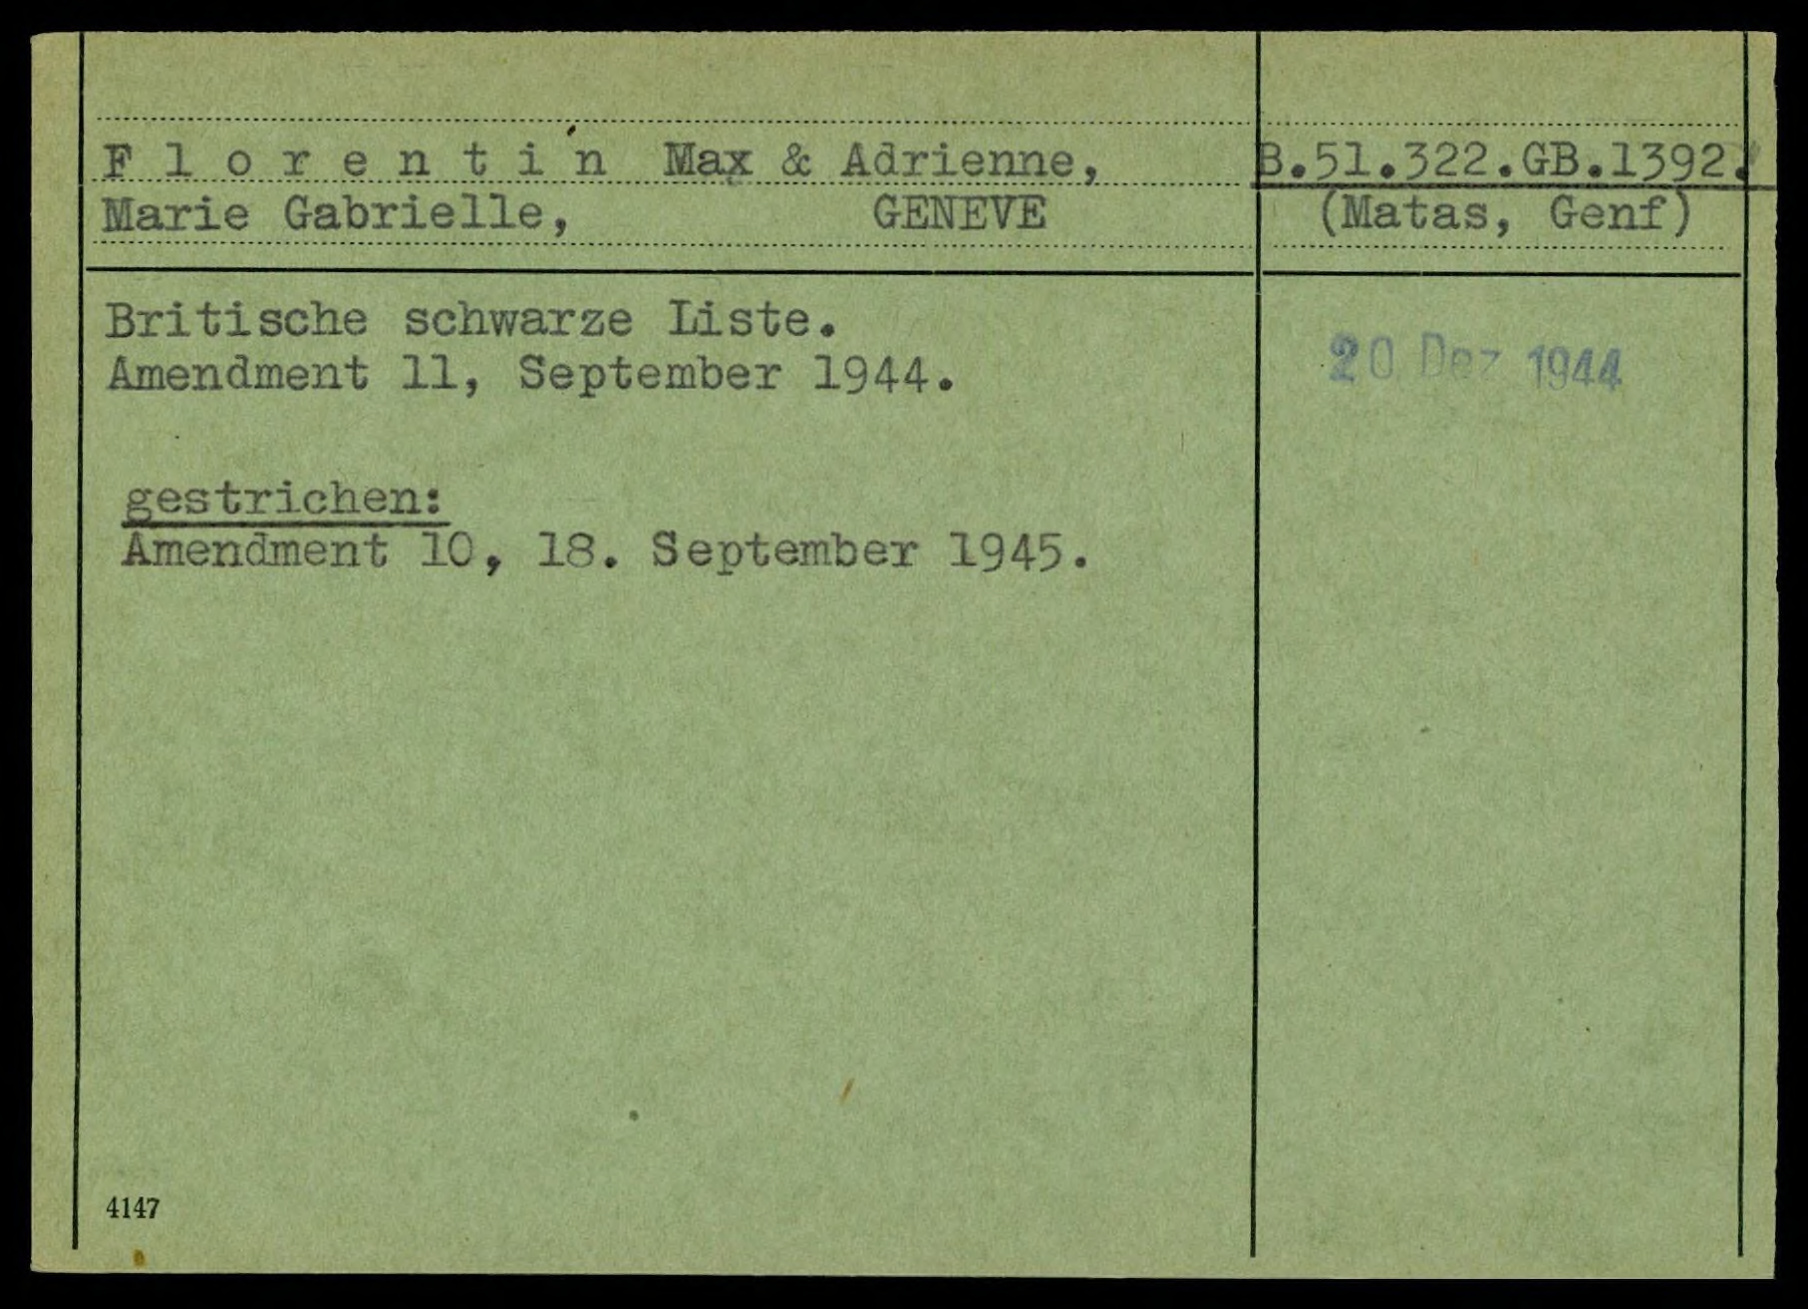 F l o r e n t i n Max & Adrienne,
Marie Gabrielle, GENEVE
B.51.322.GB.1392.
(Matas, Genf)
Britische schwarze Liste.
Amendment 11, September 1944.
20 Dez 1944
gestrichen:
Amendment 10, 18. September 1945.
4147